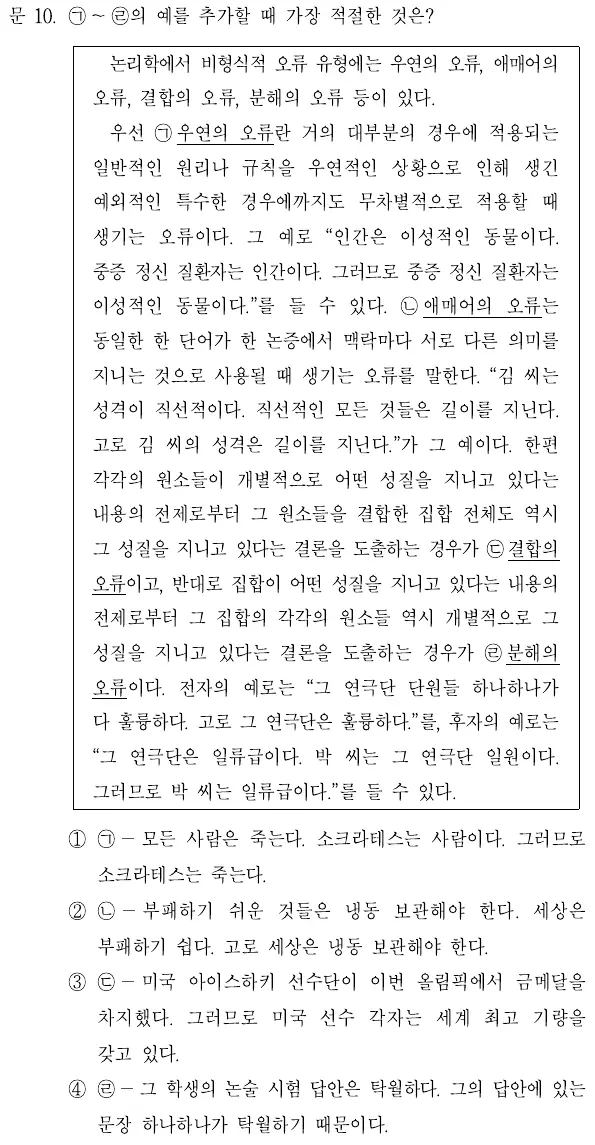 문 10. ㉠~㉣의 예를 추가할 때 가장 적절한 것은?
논리학에서 비형식적 오류 유형에는 우연의 오류, 애매어의
오류, 결합의 오류, 분해의 오류 등이 있다.
우선 ㉠우연의 오류란 거의 대부분의 경우에 적용되는
일반적인 원리나 규칙을 우연적인 상황으로 인해 생긴
예외적인 특수한 경우에까지도 무차별적으로 적용할 때
생기는 오류이다. 그 예로 “인간은 이성적인 동물이다.
중증 정신 질환자는 인간이다. 그러므로 중증 정신 질환자는
이성적인 동물이다.”를 들 수 있다. ㉡애매어의 오류는
동일한 한 단어가 한 논증에서 맥락마다 서로 다른 의미를
지니는 것으로 사용될 때 생기는 오류를 말한다. “김 씨는
성격이 직선적이다. 직선적인 모든 것들은 길이를 지닌다.
고로 김 씨의 성격은 길이를 지닌다.”가 그 예이다. 한편
각각의 원소들이 개별적으로 어떤 성질을 지니고 있다는
내용의 전제로부터 그 원소들을 결합한 집합 전체도 역시
그 성질을 지니고 있다는 결론을 도출하는 경우가 ㉢결합의
오류이고, 반대로 집합이 어떤 성질을 지니고 있다는 내용의
전제로부터 그 집합의 각각의 원소들 역시 개별적으로 그
성질을 지니고 있다는 결론을 도출하는 경우가 ㉣분해의
오류이다. 전자의 예로는 “그 연극단 단원들 하나하나가
다 훌륭하다. 고로 그 연극단은 훌륭하다.”를, 후자의 예로는
“그 연극단은 일류급이다. 박 씨는 그 연극단 일원이다.
그러므로 박 씨는 일류급이다.”를 들 수 있다.
① ㉠-모든 사람은 죽는다. 소크라테스는 사람이다. 그러므로
소크라테스는 죽는다.
② ㉡-부패하기 쉬운 것들은 냉동 보관해야 한다. 세상은
부패하기 쉽다. 고로 세상은 냉동 보관해야 한다.
③ ㉢-미국 아이스하키 선수단이 이번 올림픽에서 금메달을
차지했다. 그러므로 미국 선수 각자는 세계 최고 기량을
갖고 있다.
④ ㉣-그 학생의 논술 시험 답안은 탁월하다. 그의 답안에 있는
문장 하나하나가 탁월하기 때문이다.